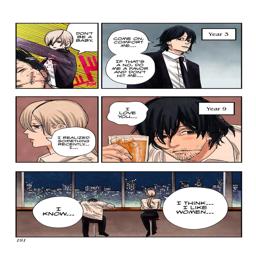 DON'T
BE A
BABY.
COME ON,
COMFORT
ME...
IF THAT'S
A NO, DO
ME A FAVOR
AND DON'T
HIT ME...
Year 3
I REALIZED
SOMETHING
RECENTLY...
I...
I
LOVE
YOU...
Year 9
I
KNOW...
I THINK...
I LIKE
WOMEN...